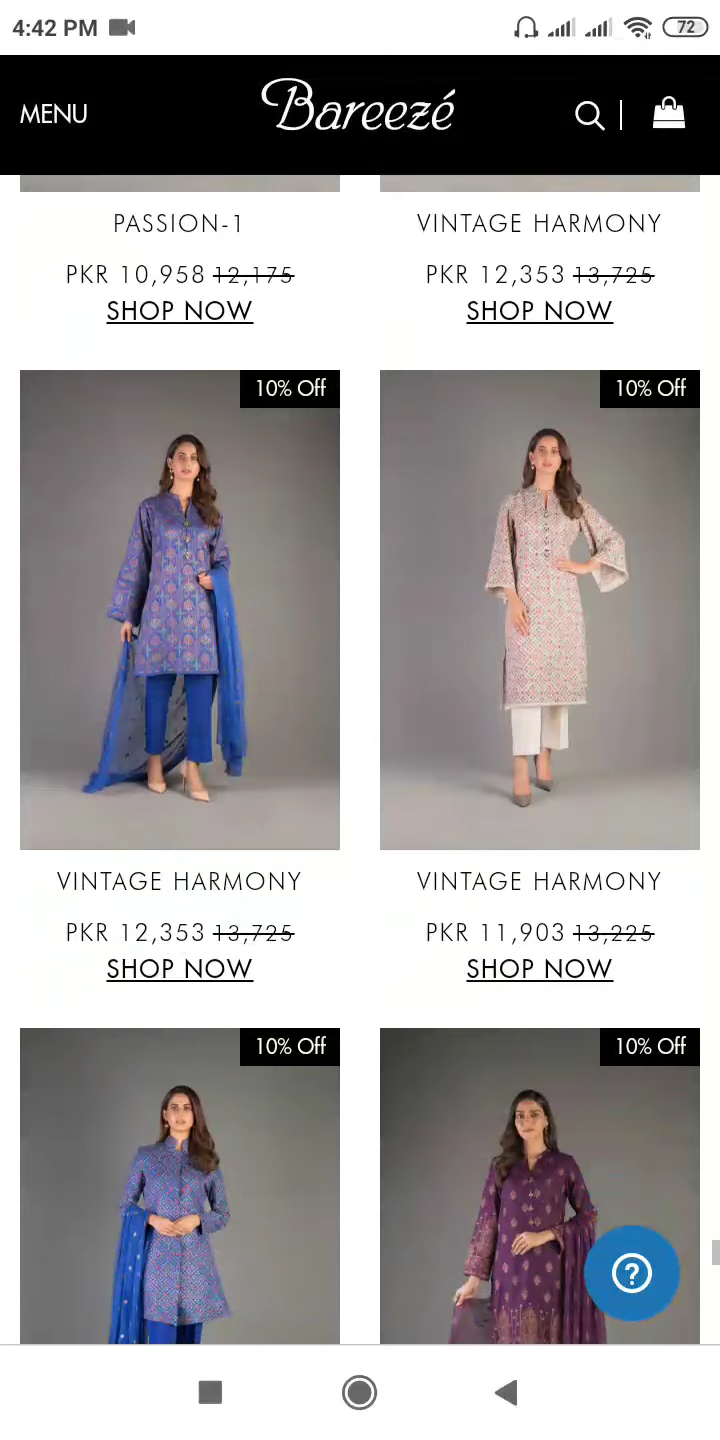 4:42 PM
72
MENU
Bareezé
PASSION-1
VINTAGE HARMONY
PKR 10,958 12,175
PKR 12,353 13,725
SHOP NOW
SHOP NOW
10% Off
10% Off
VINTAGE HARMONY
VINTAGE HARMONY
PKR 12,353 13,725
PKR 11,903 13,225
SHOP NOW
SHOP NOW
10% Off
10% Off
?